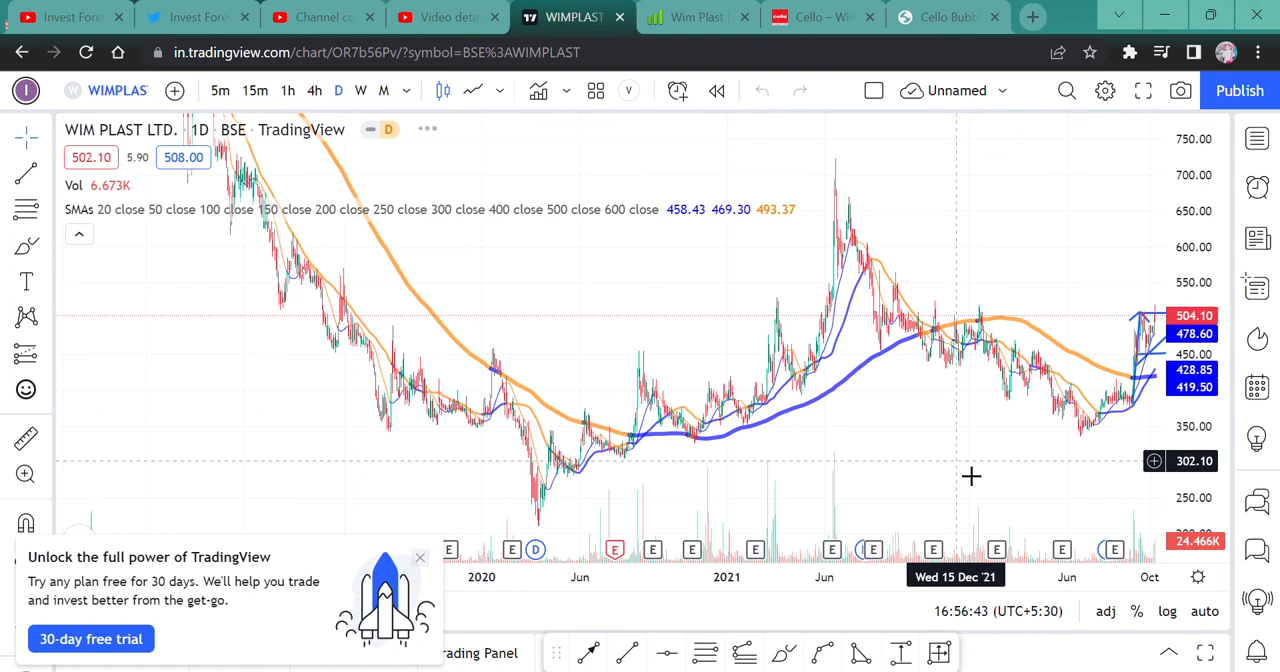 Invest Fore
Invest Fore
Channel co
Video deta
WIMPLAST
Wim Plast
Cello – Wim
Cello Bubb
in.tradingview.com/chart/OR7b56Pv/?symbol=BSE%3AWIMPLAST
I
W
WIMPLAS
5m
15m
1h
4h
D
W
M
V
Unnamed
Publish
WIM PLAST LTD. · 1D · BSE · TradingView
D
502.10
5.90
508.00
Vol 6.673K
SMAs 20 close 50 close 100 close 150 close 200 close 250 close 300 close 400 close 500 close 600 close 458.43 469.30 493.37
750.00
700.00
650.00
600.00
550.00
504.10
478.60
450.00
428.85
419.50
350.00
302.10
250.00
24.466K
E
E
D
E
E
E
E
E
E
E
E
E
E
2020
Jun
2021
Jun
Wed 15 Dec '21
Jun
Oct
16:56:43 (UTC+5:30)
adj
%
log
auto
Unlock the full power of TradingView
Try any plan free for 30 days. We'll help you trade
and invest better from the get-go.
30-day free trial
rading Panel